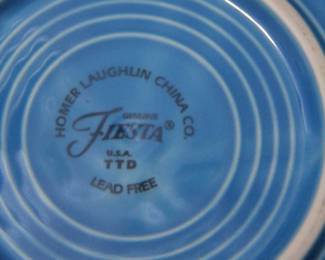 HOMER LAUGHLIN CHINA CO.
GENUINE
Fiesta®
U.S.A.
TTD
LEAD FREE